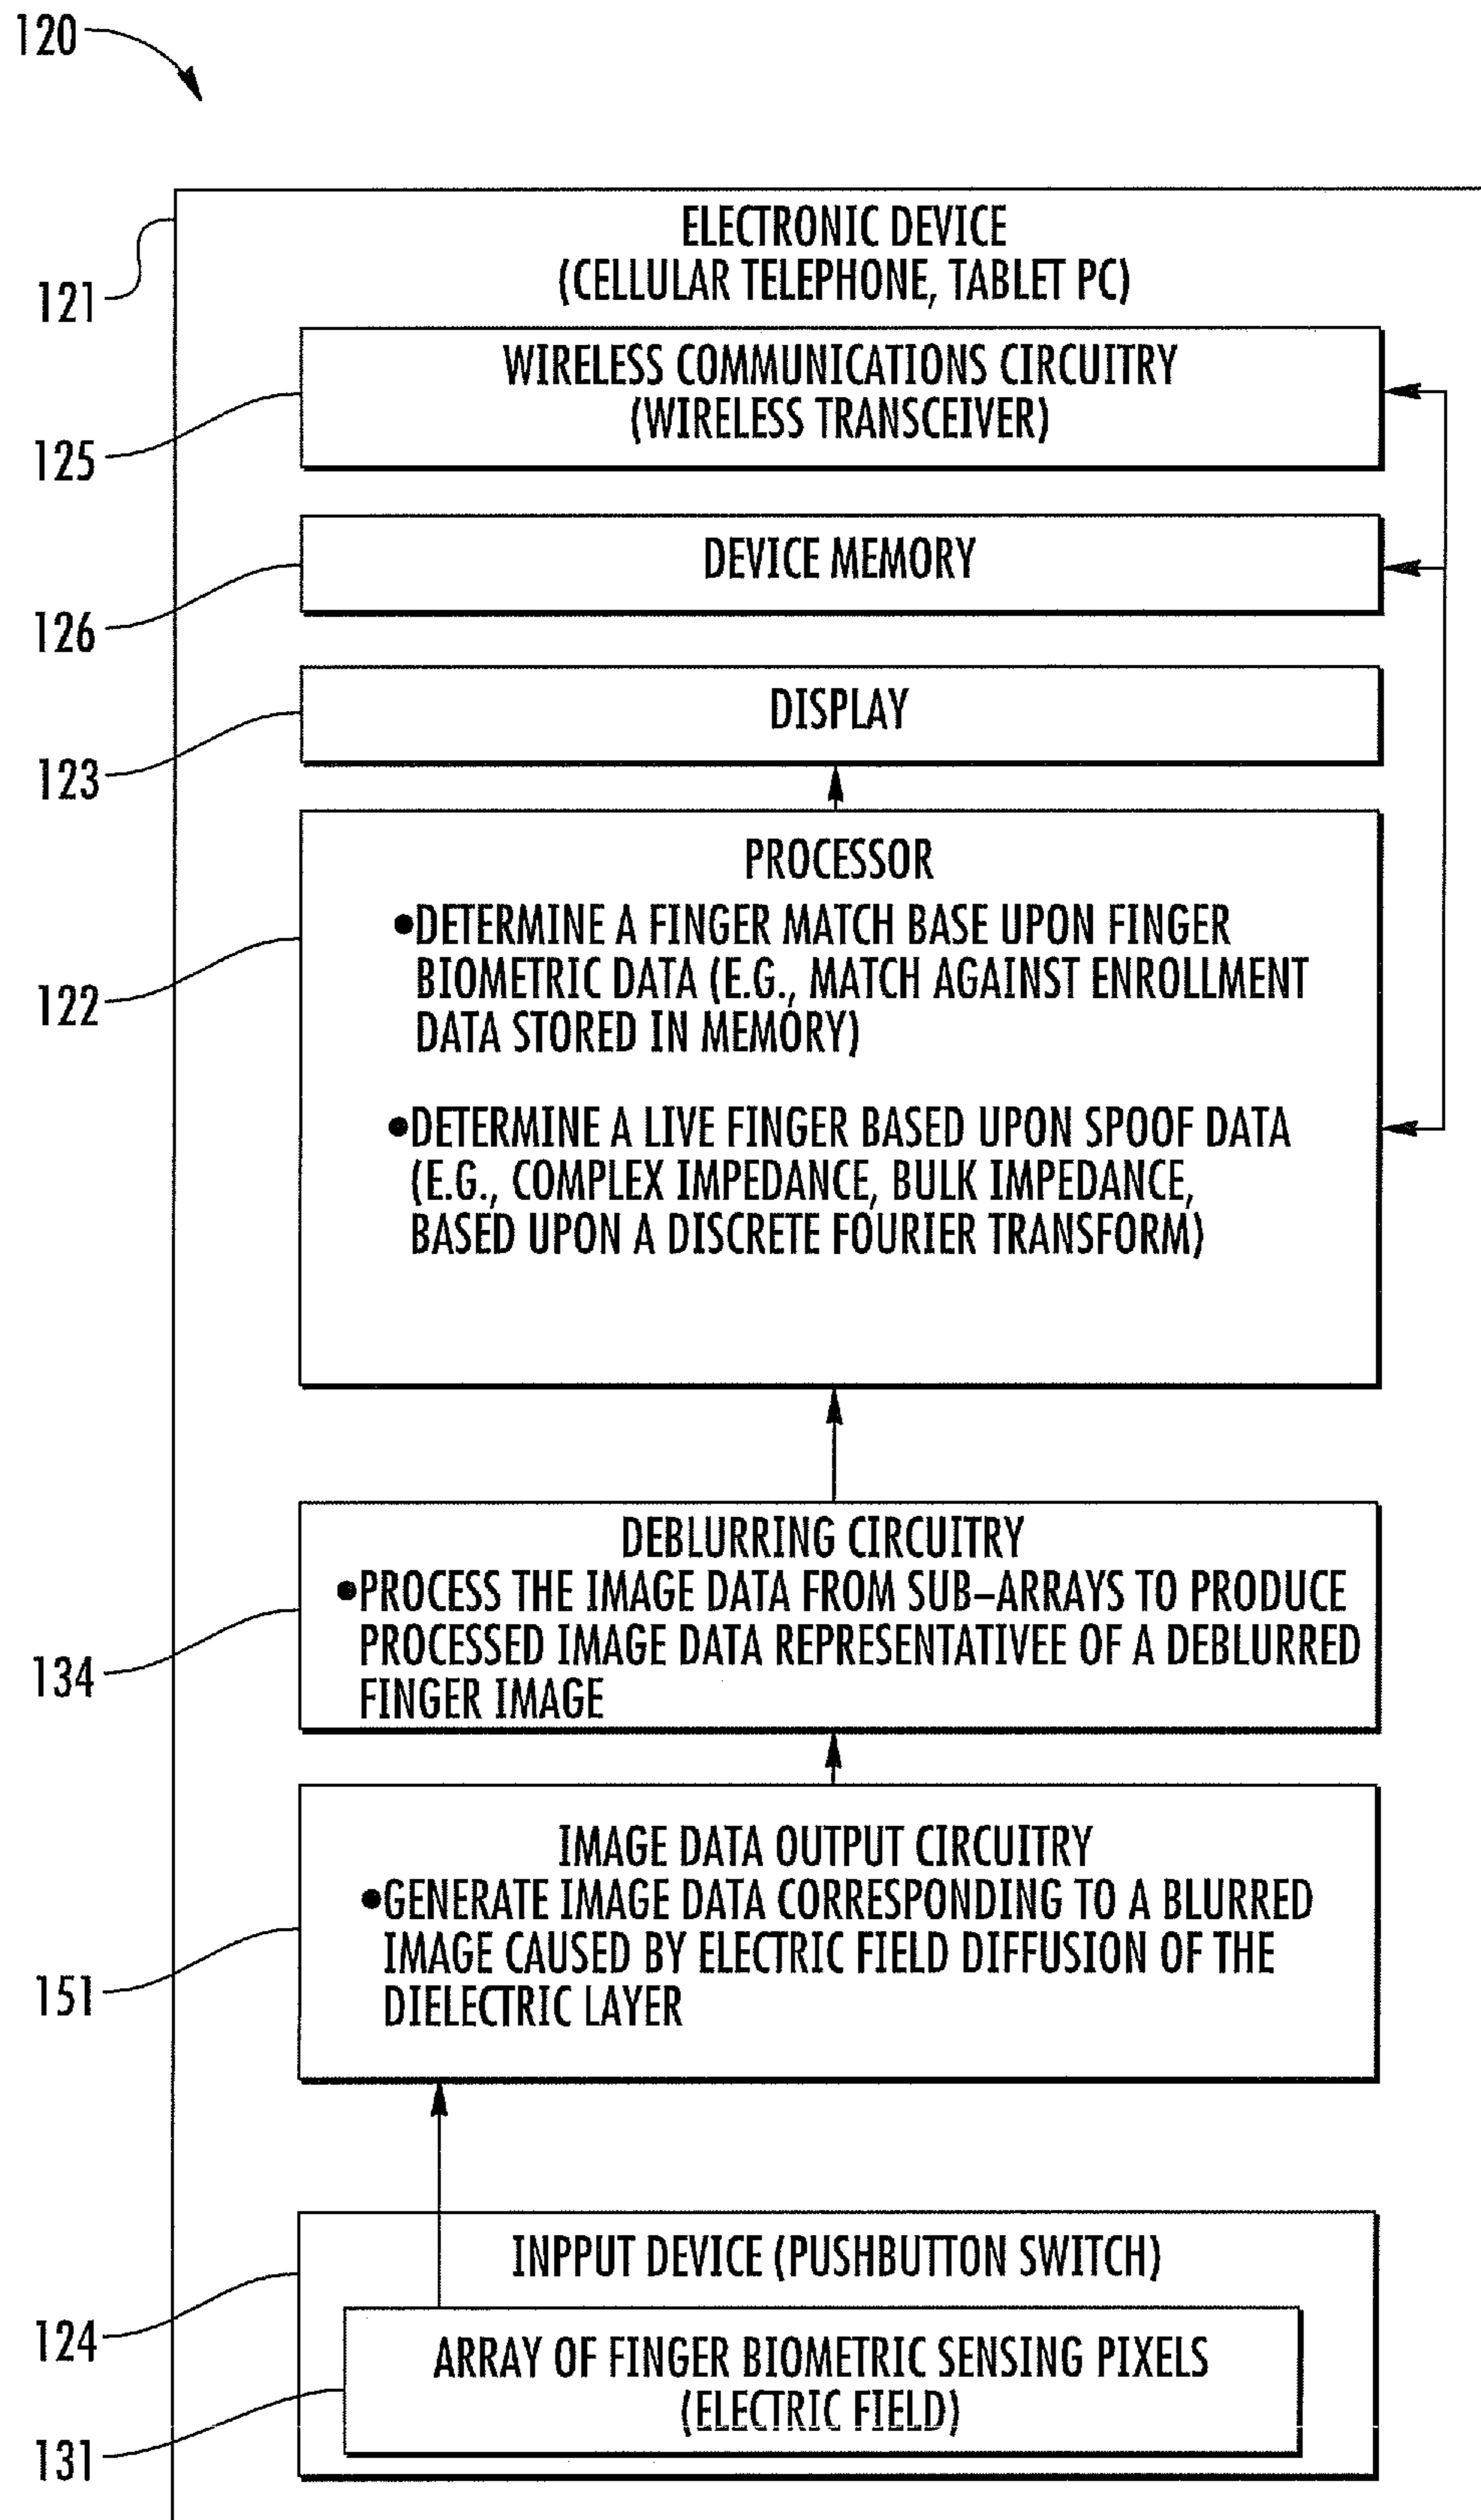 120
ELECTRONIC DEVICE
(CELLULAR TELEPHONE, TABLET PC)
121
WIRELESS COMMUNICATIONS CIRCUITRY
(WIRELESS TRANSCEIVER)
125
DEVICE MEMORY
126
DISPLAY
123
PROCESSOR
●DETERMINE A FINGER MATCH BASE UPON FINGER
BIOMETRIC DATA (E.G., MATCH AGAINST ENROLLMENT
DATA STORED IN MEMORY)
122
●DETERMINE A LIVE FINGER BASED UPON SPOOF DATA
(E.G., COMPLEX IMPEDANCE, BULK IMPEDANCE,
BASED UPON A DISCRETE FOURIER TRANSFORM)
DEBLURRING CIRCUITRY
●PROCESS THE IMAGE DATA FROM SUB-ARRAYS TO PRODUCE
PROCESSED IMAGE DATA REPRESENTATIVEE OF A DEBLURRED
FINGER IMAGE
134
IMAGE DATA OUTPUT CIRCUITRY
●GENERATE IMAGE DATA CORRESPONDING TO A BLURRED
IMAGE CAUSED BY ELECTRIC FIELD DIFFUSION OF THE
DIELECTRIC LAYER
151
INPPUT DEVICE (PUSHBUTTON SWITCH)
124
ARRAY OF FINGER BIOMETRIC SENSING PIXELS
(ELECTRIC FIELD)
131